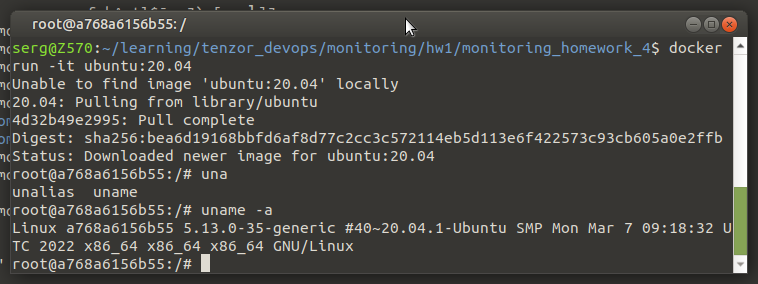 root@a768a6156b55: /
serg@Z570:~/learning/tenzor_devops/monitoring/hw1/monitoring_homework_4$ docker
run -it ubuntu:20.04
Unable to find image 'ubuntu:20.04' locally
20.04: Pulling from library/ubuntu
4d32b49e2995: Pull complete
Digest: sha256:bea6d19168bbfd6af8d77c2cc3c572114eb5d113e6f422573c93cb605a0e2ffb
Status: Downloaded newer image for ubuntu:20.04
root@a768a6156b55:/# una
unalias  uname
root@a768a6156b55:/# uname -a
Linux a768a6156b55 5.13.0-35-generic #40~20.04.1-Ubuntu SMP Mon Mar 7 09:18:32 U
TC 2022 x86_64 x86_64 x86_64 GNU/Linux
root@a768a6156b55:/#